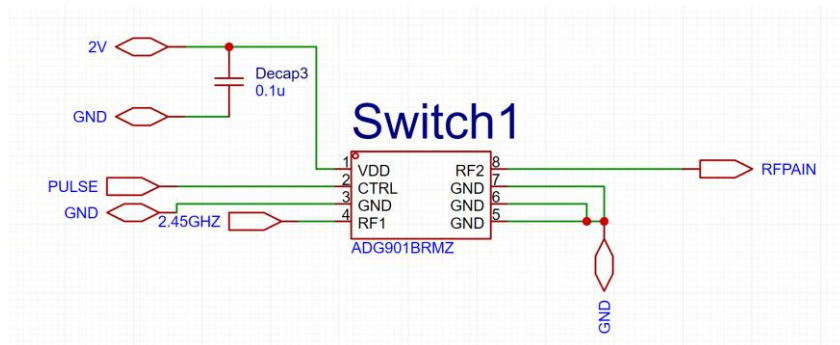 2V
Decap3
0.1u
GND
Switch1
1 VDD RF2 8 RFPAIN
PULSE 2 CTRL GND 7
GND 3 GND GND 6
2.45GHZ 4 RF1 GND 5
ADG901BRMZ
GND